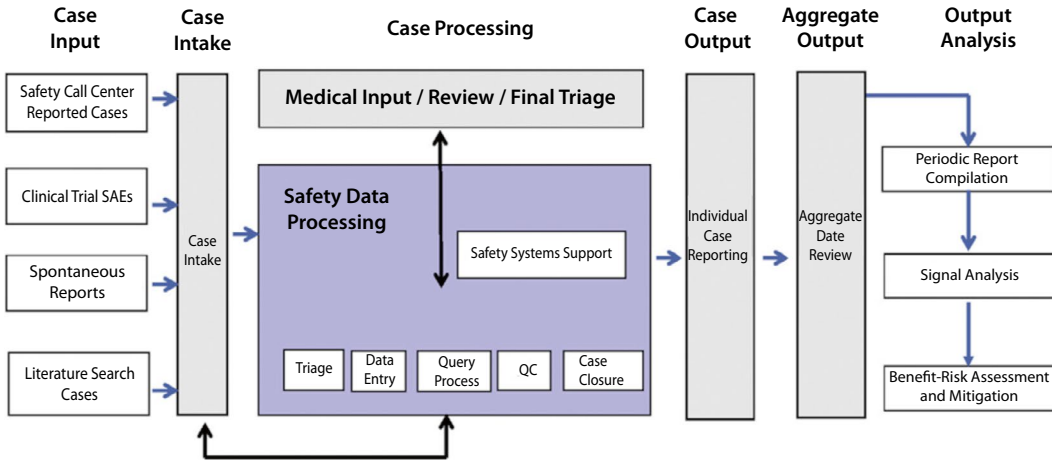 Case
Input
Case
Intake
Case Processing
Case
Output
Aggregate
Output
Output
Analysis
Safety Call Center
Reported Cases
Clinical Trial SAEs
Spontaneous
Reports
Literature Search
Cases
Case
Intake
Medical Input / Review / Final Triage
Safety Data
Processing
Safety Systems Support
Triage
Data
Entry
Query
Process
QC
Case
Closure
Individual
Case
Reporting
Aggregate
Date
Review
Periodic Report
Compilation
Signal Analysis
Benefit-Risk Assessment
and Mitigation